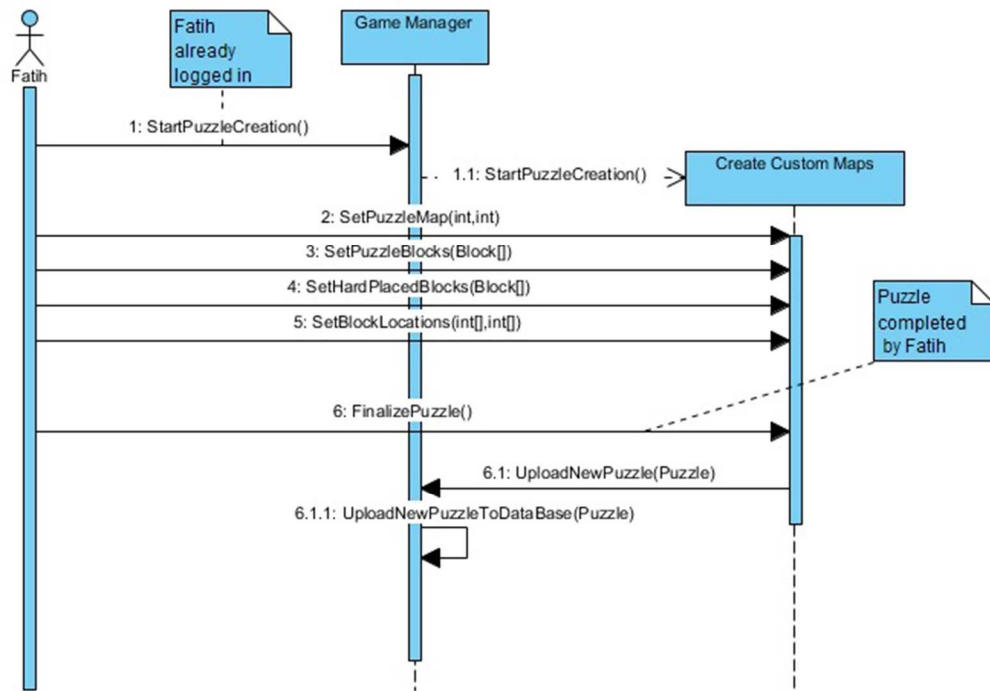 Fatih
already
logged in
Game Manager
Fatih
1: StartPuzzleCreation()
Create Custom Maps
1.1: StartPuzzleCreation()
2: SetPuzzleMap(int,int)
3: SetPuzzleBlocks(Block[])
4: SetHardPlacedBlocks(Block[])
Puzzle
completed
by Fatih
5: SetBlockLocations(int[],int[])
6: FinalizePuzzle()
6.1: UploadNewPuzzle(Puzzle)
6.1.1: UploadNewPuzzleToDataBase(Puzzle)